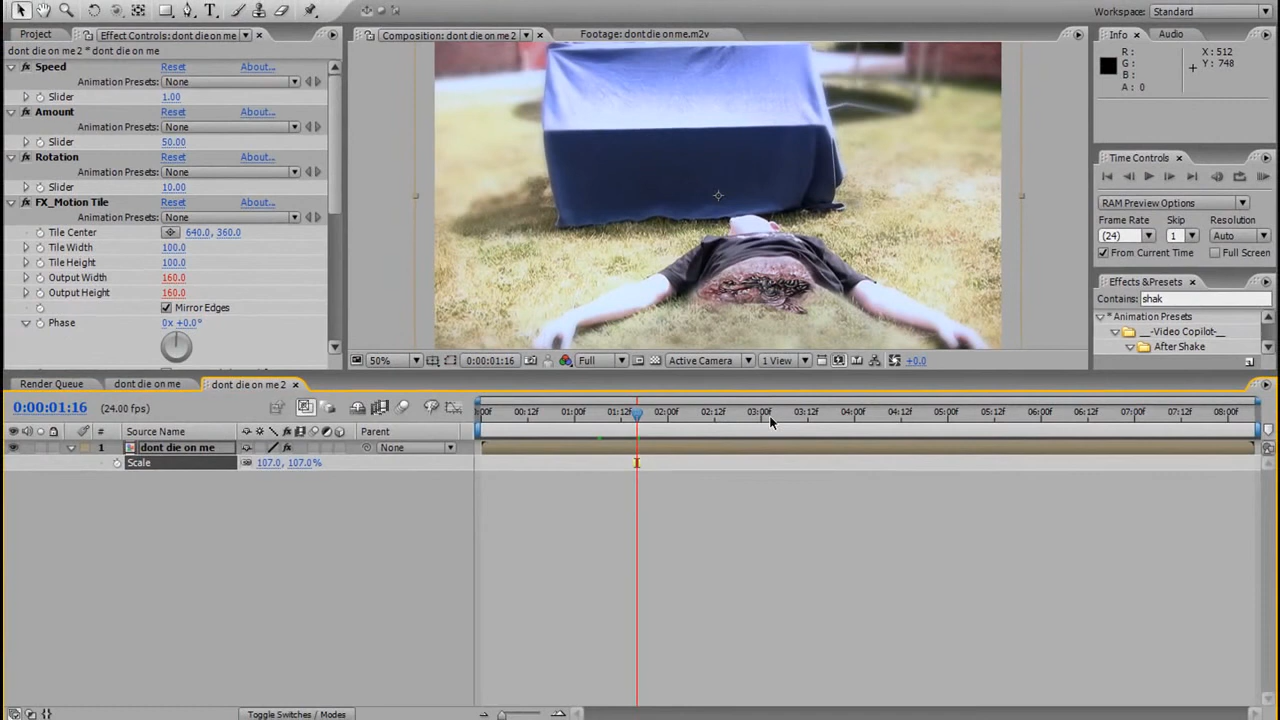 Workspace: Standard
Project
Effect Controls: dont die on me
Composition: dont die on me 2
Footage: dont die on me.m2v
Info
Audio
dont die on me 2 * dont die on me
R:
G:
B:
A: 0
X: 512
Y: 748
Speed Reset About...
Animation Presets: None
Slider 1.00
Amount Reset About...
Animation Presets: None
Slider 50.00
Rotation Reset About...
Animation Presets: None
Slider 10.00
FX_Motion Tile Reset About...
Animation Presets: None
Tile Center 640.0, 360.0
Tile Width 100.0
Tile Height 100.0
Output Width 160.0
Output Height 160.0
Mirror Edges
Phase 0x +0.0°
Time Controls
RAM Preview Options
Frame Rate Skip Resolution
(24) 1 Auto
From Current Time Full Screen
Effects & Presets
Contains: shak
* Animation Presets
-__Video Copilot-__
After Shake
50% 0:00:01:16 Full Active Camera 1 View +0.0
Render Queue dont die on me dont die on me 2
0:00:01:16 (24.00 fps)
:00f 00:12f 01:00f 01:12f 02:00f 02:12f 03:00f 03:12f 04:00f 04:12f 05:00f 05:12f 06:00f 06:12f 07:00f 07:12f 08:00f
# Source Name Parent
1 dont die on me None
Scale 107.0, 107.0%
Toggle Switches / Modes